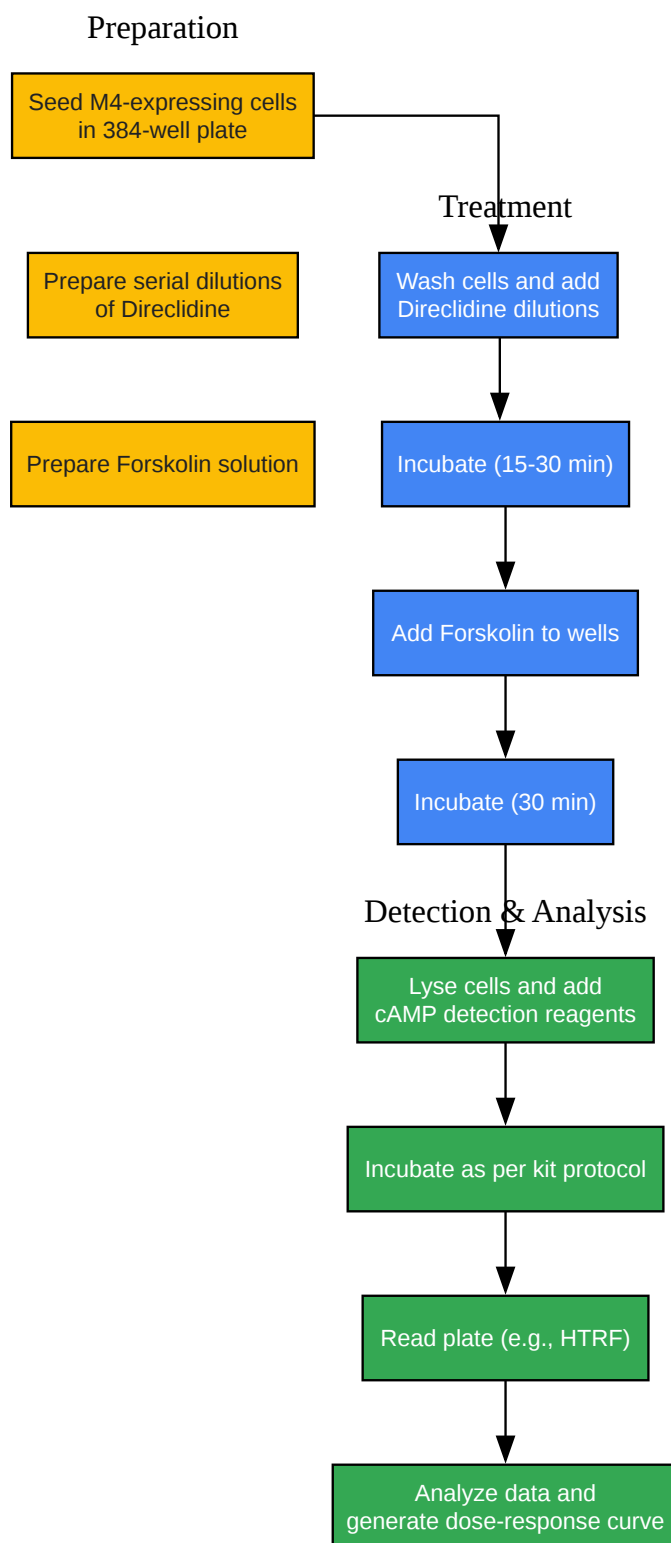 Preparation
Seed M4-expressing cells
in 384-well plate
Treatment
Prepare serial dilutions
of Direclidine
Wash cells and add
Direclidine dilutions
Prepare Forskolin solution
Incubate (15-30 min)
Add Forskolin to wells
Incubate (30 min)
Detection & Analysis
Lyse cells and add
cAMP detection reagents
Incubate as per kit protocol
Read plate (e.g., HTRF)
Analyze data and
generate dose-response curve